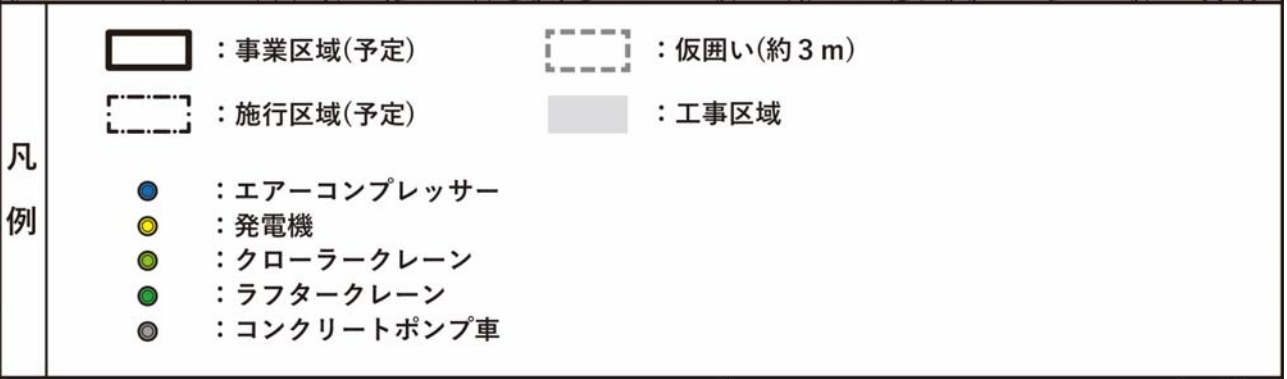 凡例
：事業区域(予定)
：仮囲い(約３ｍ)
：施行区域(予定)
：工事区域
：エアーコンプレッサー
：発電機
：クローラークレーン
：ラフタークレーン
：コンクリートポンプ車